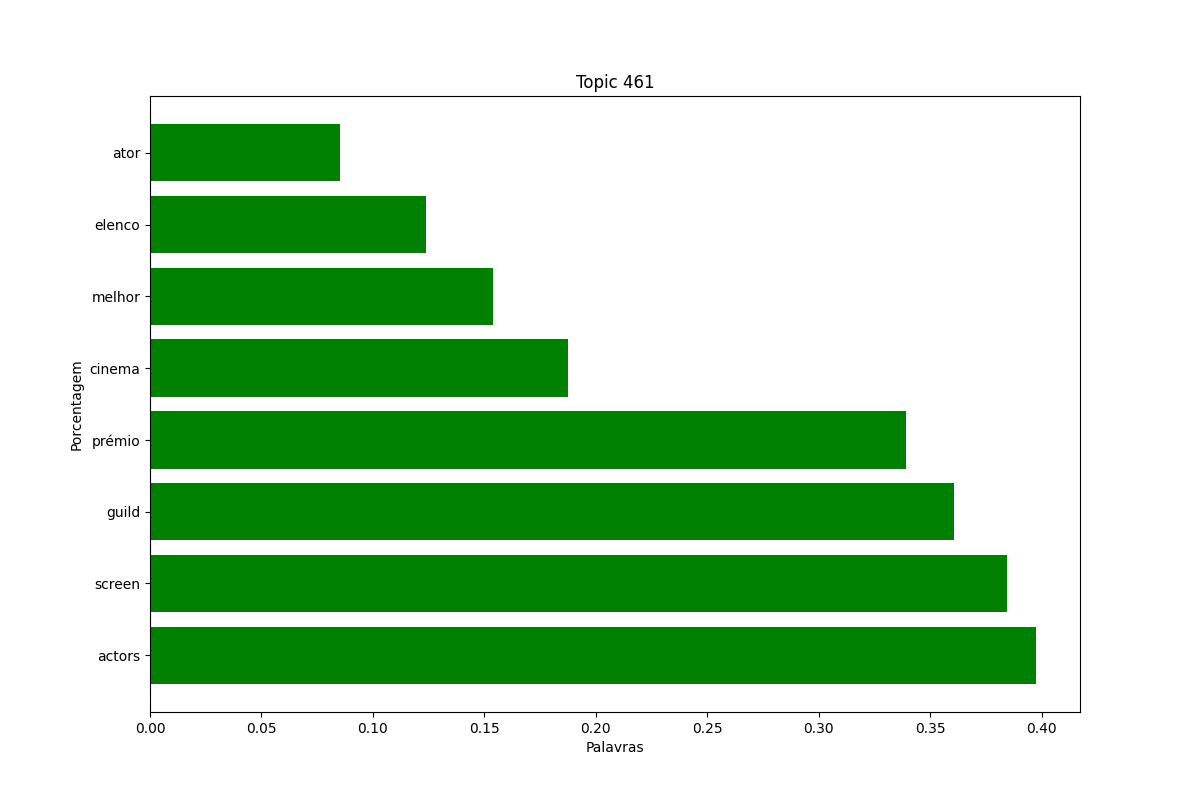 Topic 461
ator
elenco
melhor
cinema
prémio
guild
screen
actors
Porcentagem
0.00 0.05 0.10 0.15 0.20 0.25 0.30 0.35 0.40
Palavras